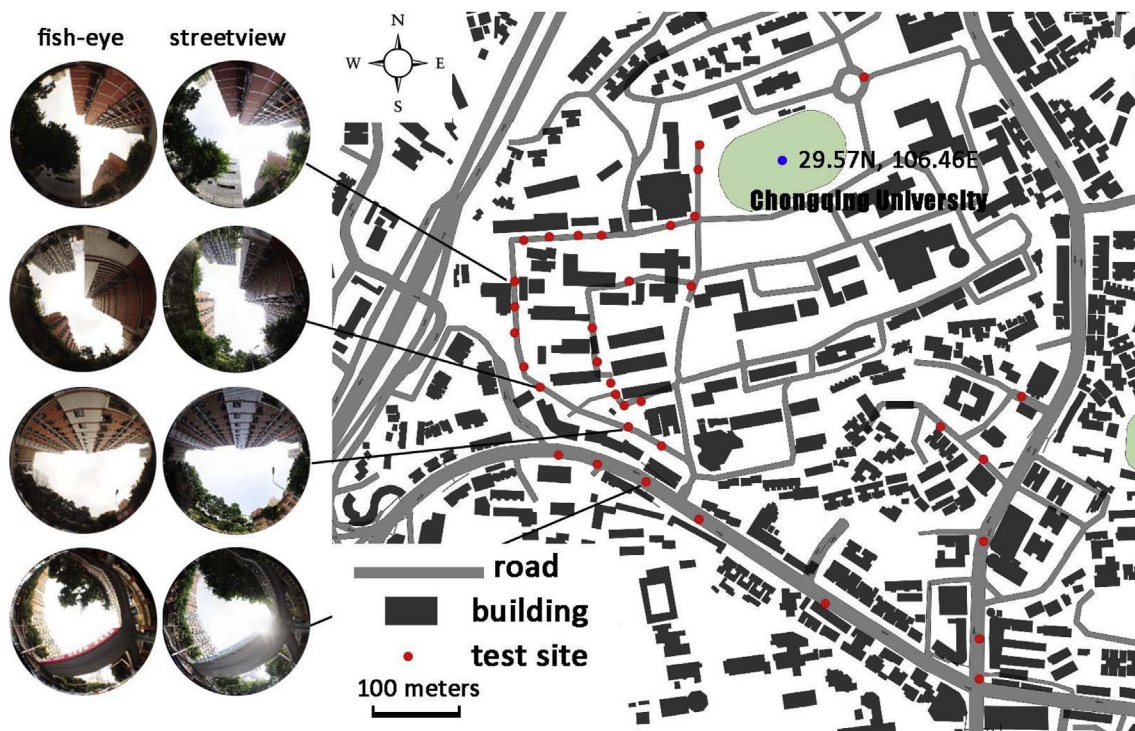 fish-eye streetview
N
W E
S
29.57N, 106.46E
Chongqing University
road
building
test site
100 meters